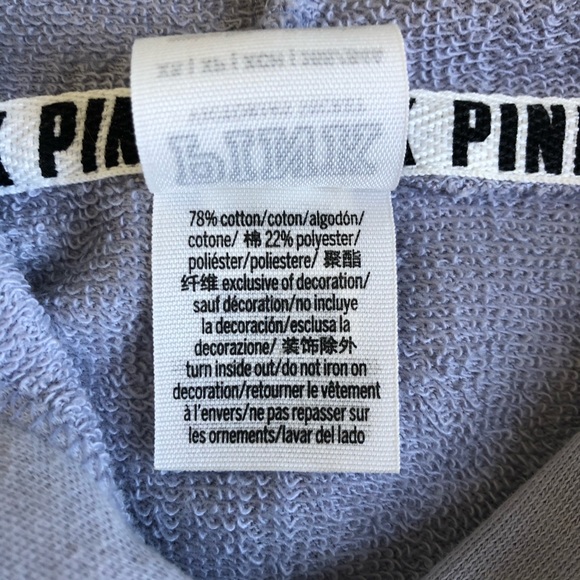 K PIN
K PIN
78% cotton/coton/algodón/
cotone/ 棉 22% polyester/
poliéster/poliestere/ 聚酯
纤维 exclusive of decoration/
sauf décoration/no incluye
la decoración/esclusa la
decorazione/ 装饰除外
turn inside out/do not iron on
decoration/retourner le vêtement
à l'envers/ne pas repasser sur
les ornements/lavar del lado